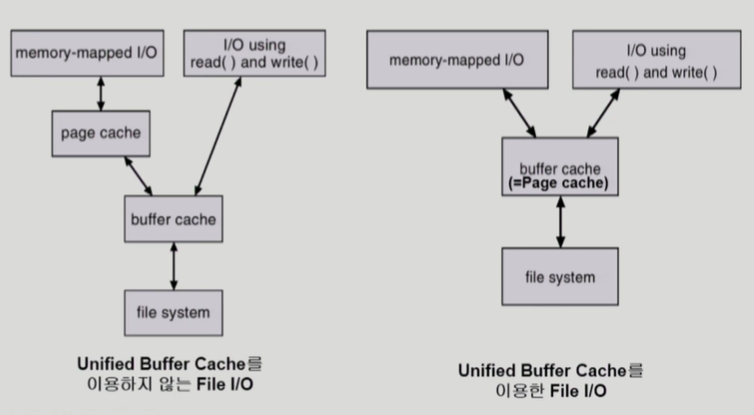 memory-mapped I/O
I/O using
read( ) and write( )
page cache
buffer cache
file system
Unified Buffer Cache를
이용하지 않는 File I/O
memory-mapped I/O
I/O using
read( ) and write( )
buffer cache
(=Page cache)
file system
Unified Buffer Cache를
이용한 File I/O